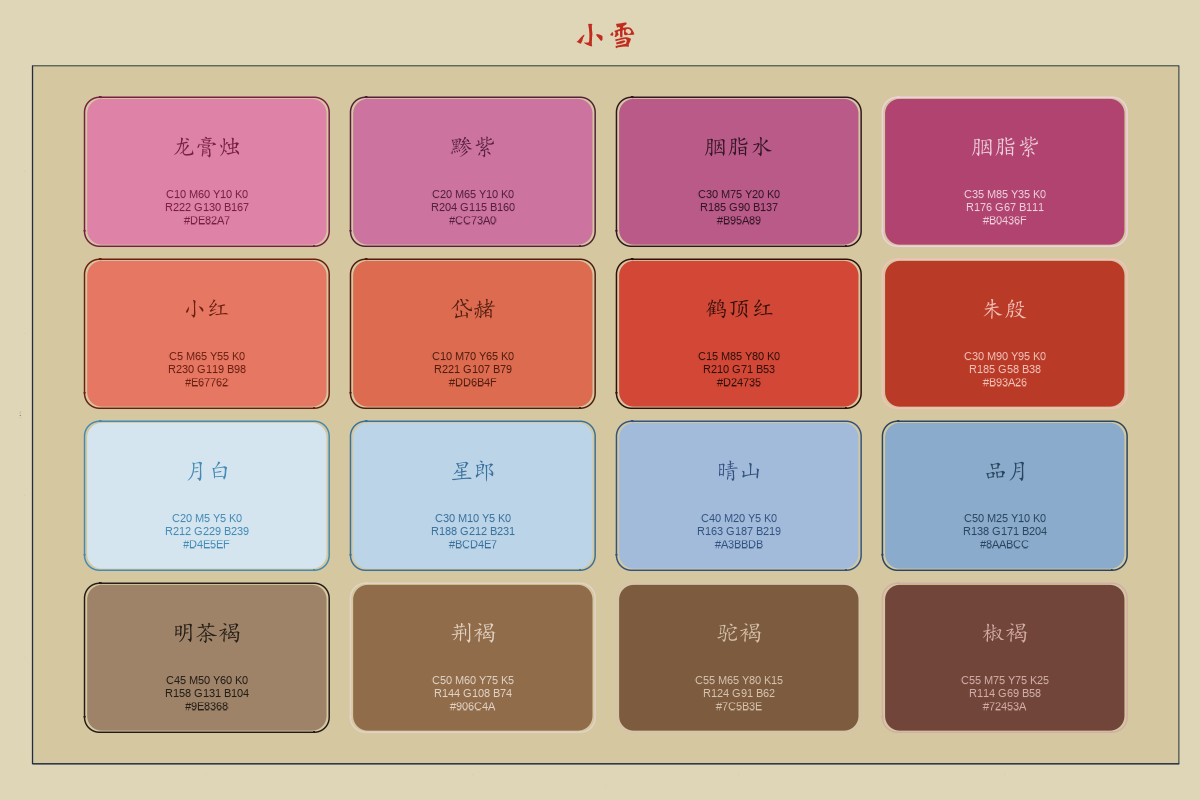 小雪
龙膏烛
C10 M60 Y10 K0
R222 G130 B167
#DE82A7
黪紫
C20 M65 Y10 K0
R204 G115 B160
#CC73A0
胭脂水
C30 M75 Y20 K0
R185 G90 B137
#B95A89
胭脂紫
C35 M85 Y35 K0
R176 G67 B111
#B0436F
小红
C5 M65 Y55 K0
R230 G119 B98
#E67762
岱赭
C10 M70 Y65 K0
R221 G107 B79
#DD6B4F
鹤顶红
C15 M85 Y80 K0
R210 G71 B53
#D24735
朱殷
C30 M90 Y95 K0
R185 G58 B38
#B93A26
月白
C20 M5 Y5 K0
R212 G229 B239
#D4E5EF
星郎
C30 M10 Y5 K0
R188 G212 B231
#BCD4E7
晴山
C40 M20 Y5 K0
R163 G187 B219
#A3BBDB
品月
C50 M25 Y10 K0
R138 G171 B204
#8AABCC
明茶褐
C45 M50 Y60 K0
R158 G131 B104
#9E8368
荆褐
C50 M60 Y75 K5
R144 G108 B74
#906C4A
驼褐
C55 M65 Y80 K15
R124 G91 B62
#7C5B3E
椒褐
C55 M75 Y75 K25
R114 G69 B58
#72453A